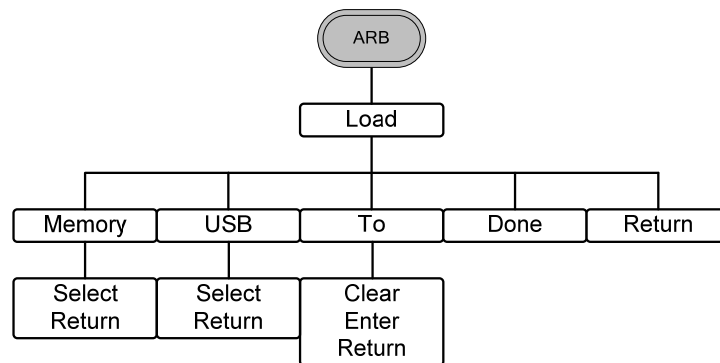 ARB
Load
Memory
USB
To
Done
Return
Select
Return
Select
Return
Clear
Enter
Return